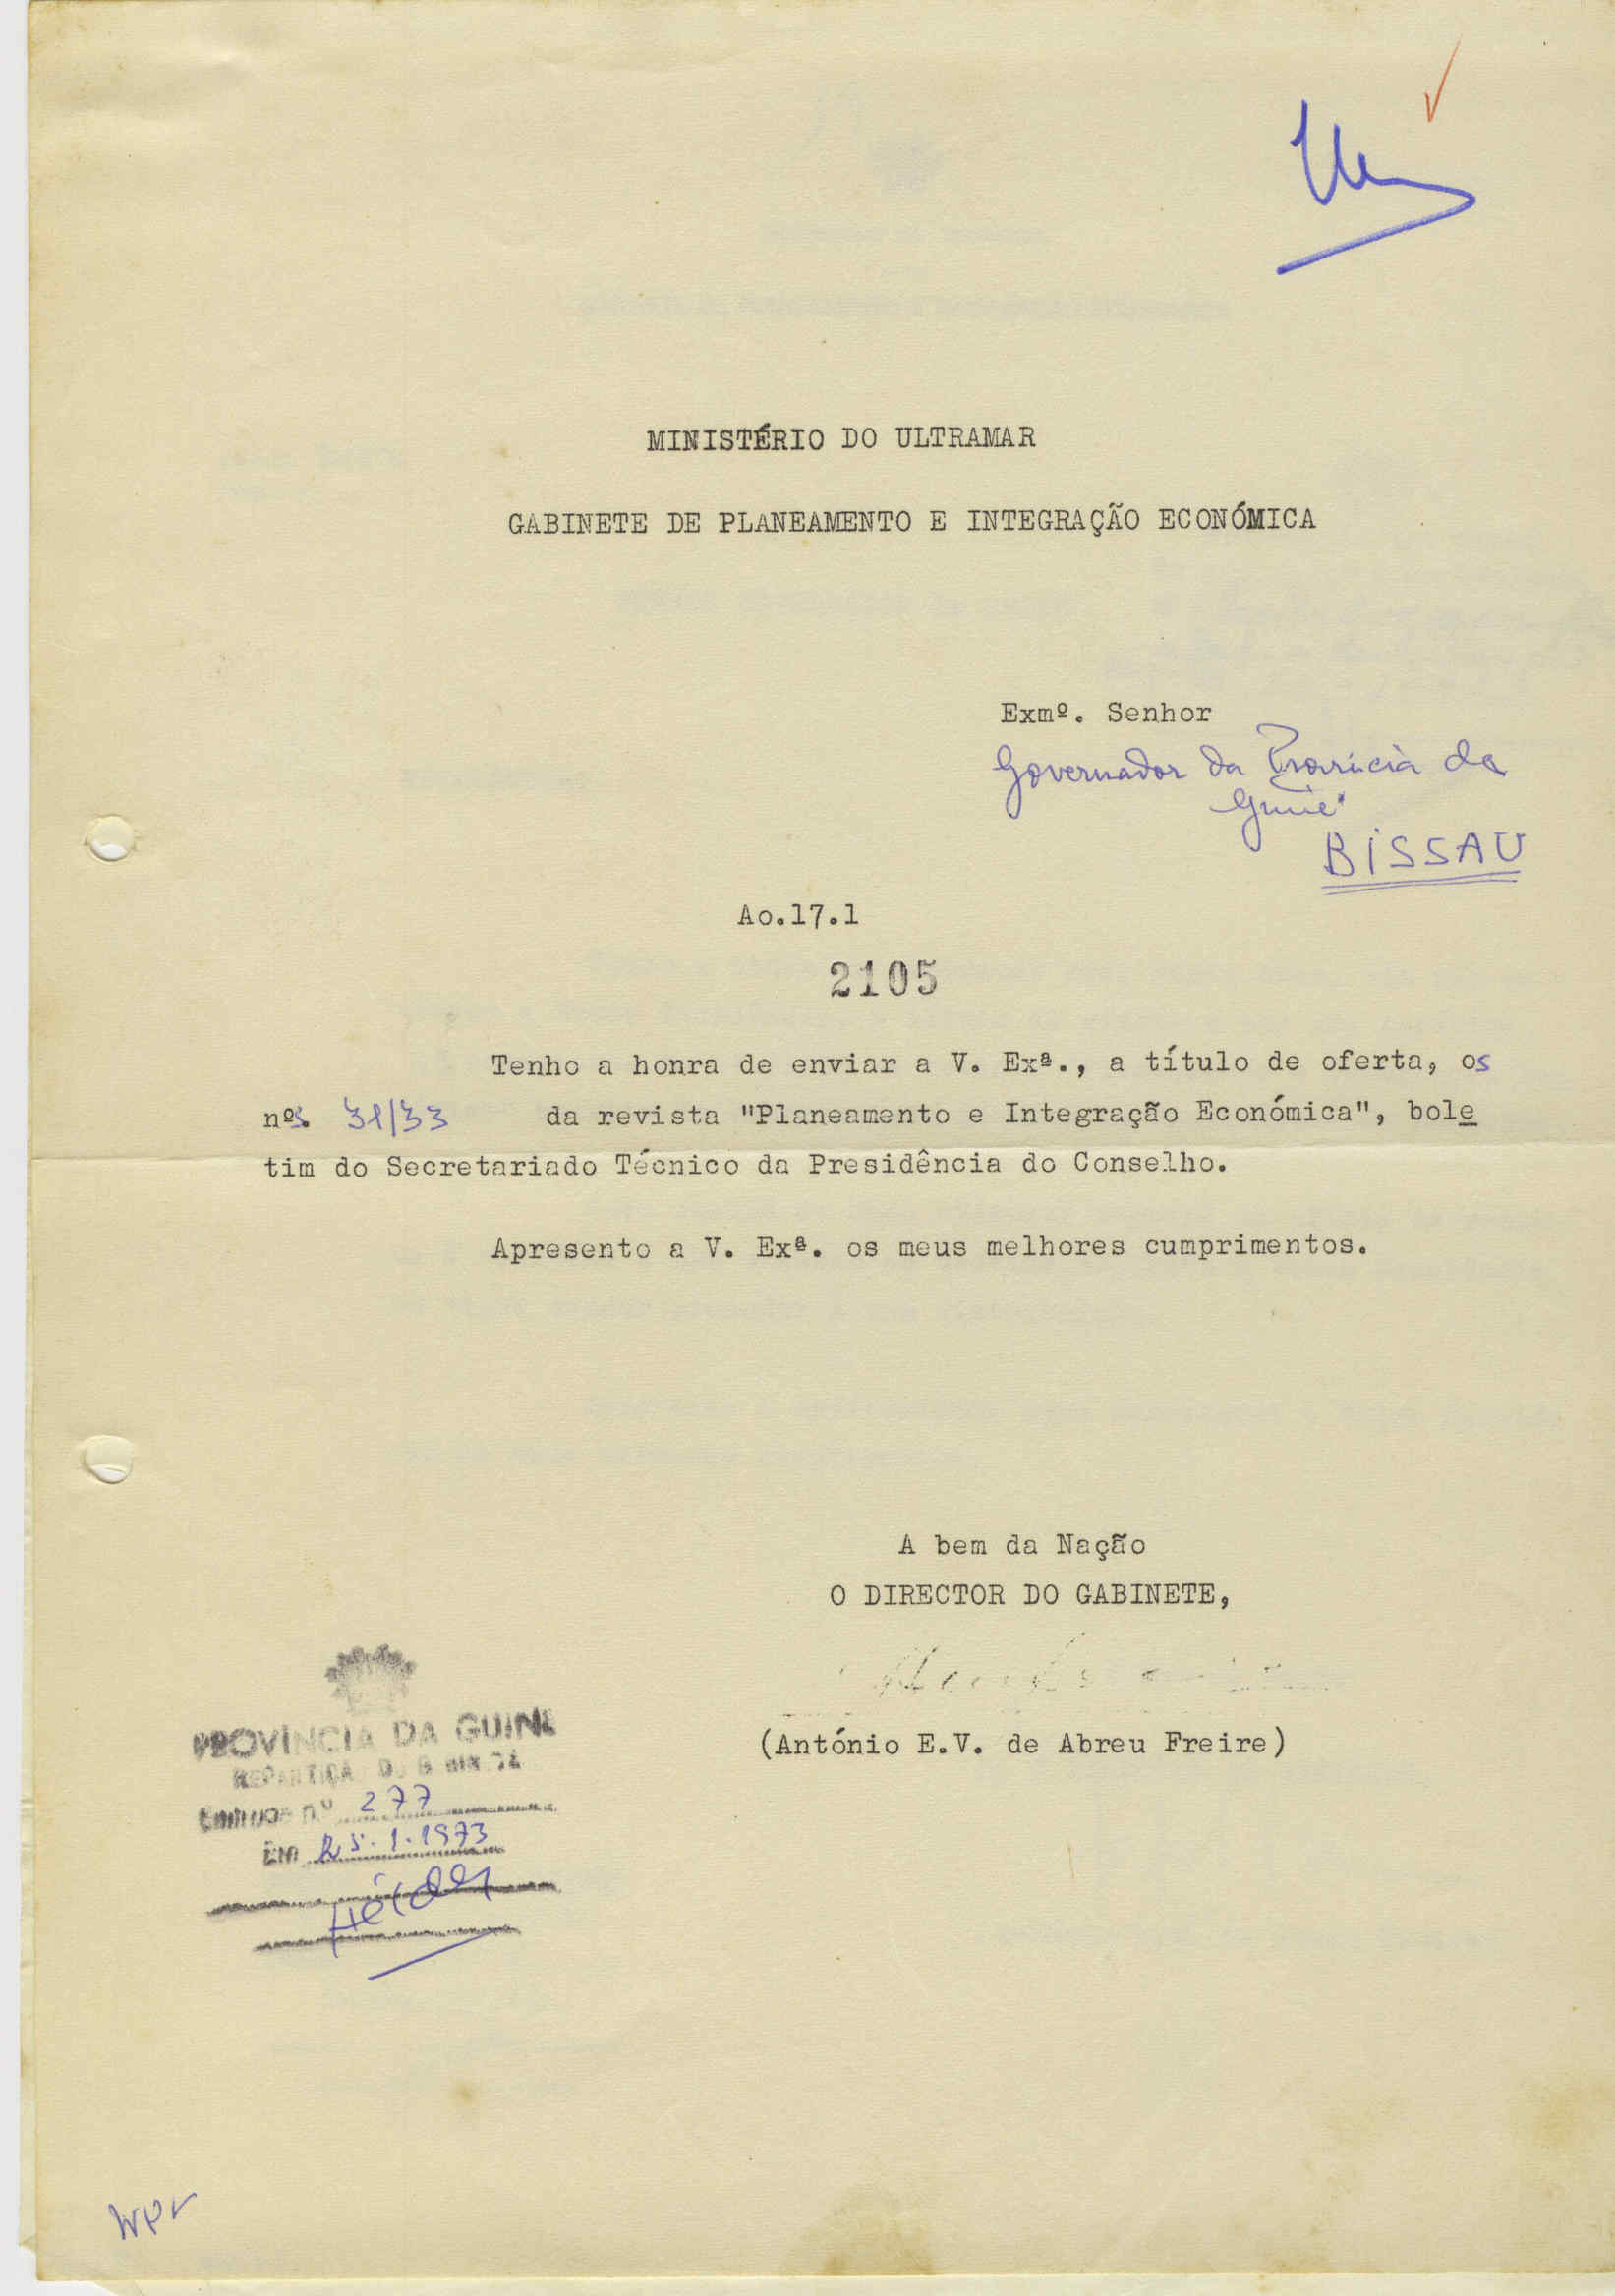 MINISTÉRIO DO ULTRAMAR
GABINETE DE PLANEAMENTO E INTEGRAÇÃO ECONÓMICA
Exmº. Senhor
Governador da Província da
Guiné
BISSAU
Ao.17.1
2105
Tenho a honra de enviar a V. Exª., a título de oferta, os
nºs. 31/33 da revista "Planeamento e Integração Económica", bole
tim do Secretariado Técnico da Presidência do Conselho.
Apresento a V. Exª. os meus melhores cumprimentos.
A bem da Nação
O DIRECTOR DO GABINETE,
(António E.V. de Abreu Freire)
PROVÍNCIA DA GUINÉ
nº 277
Em 25.1.1973